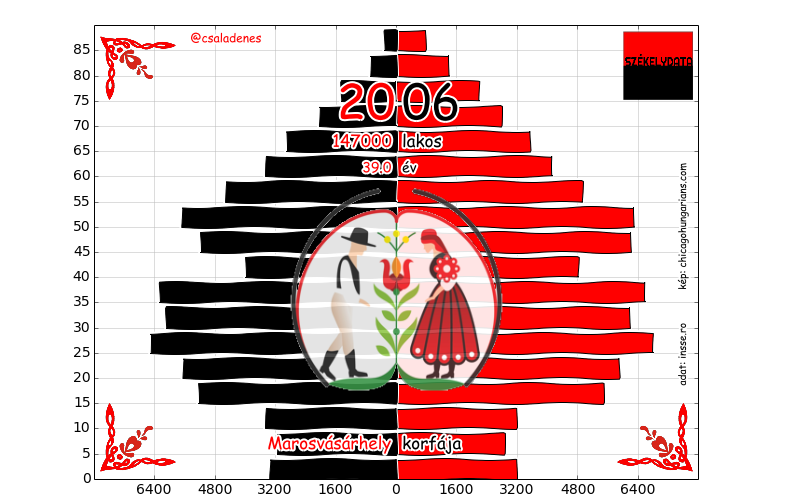 @csaladenes
SZÉKELYDATA
2006
147000 lakos
39.0 év
kép: chicagohungarians.com
adat: insse.ro
Marosvásárhely korfája
85
80
75
70
65
60
55
50
45
40
35
30
25
20
15
10
5
0
6400 4800 3200 1600 0 1600 3200 4800 6400